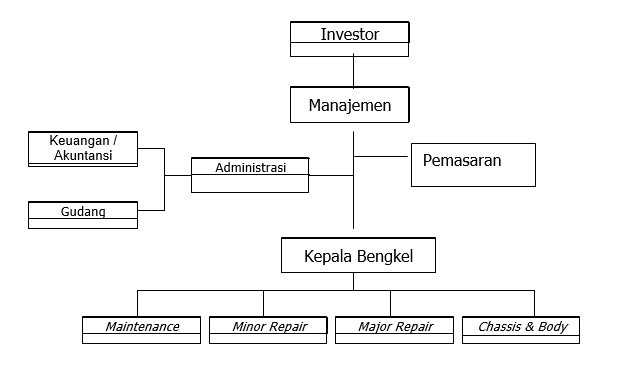 Investor
Manajemen
Keuangan /
Akuntansi
Administrasi
Pemasaran
Gudang
Kepala Bengkel
Maintenance
Minor Repair
Major Repair
Chassis & Body